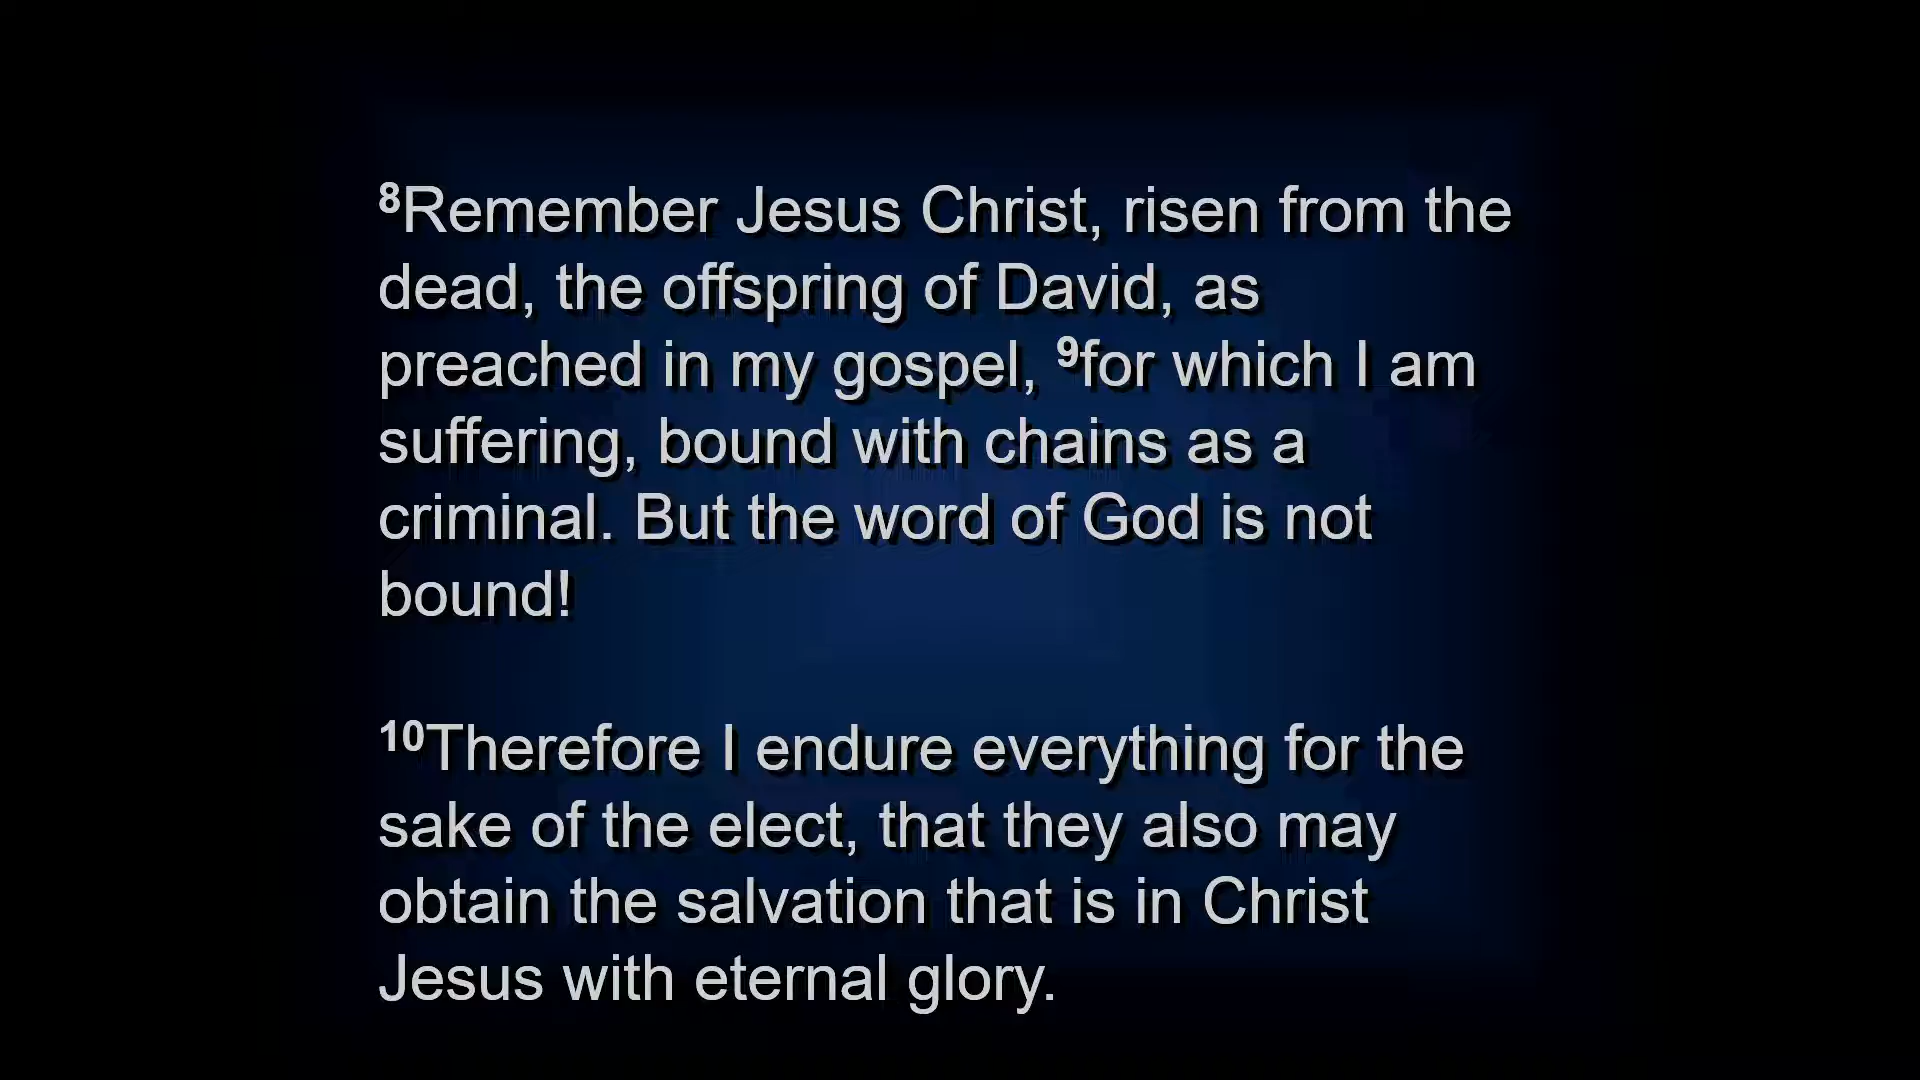 8Remember Jesus Christ, risen from the
dead, the offspring of David, as
preached in my gospel, 9for which I am
suffering, bound with chains as a
criminal. But the word of God is not
bound!
10Therefore I endure everything for the
sake of the elect, that they also may
obtain the salvation that is in Christ
Jesus with eternal glory.